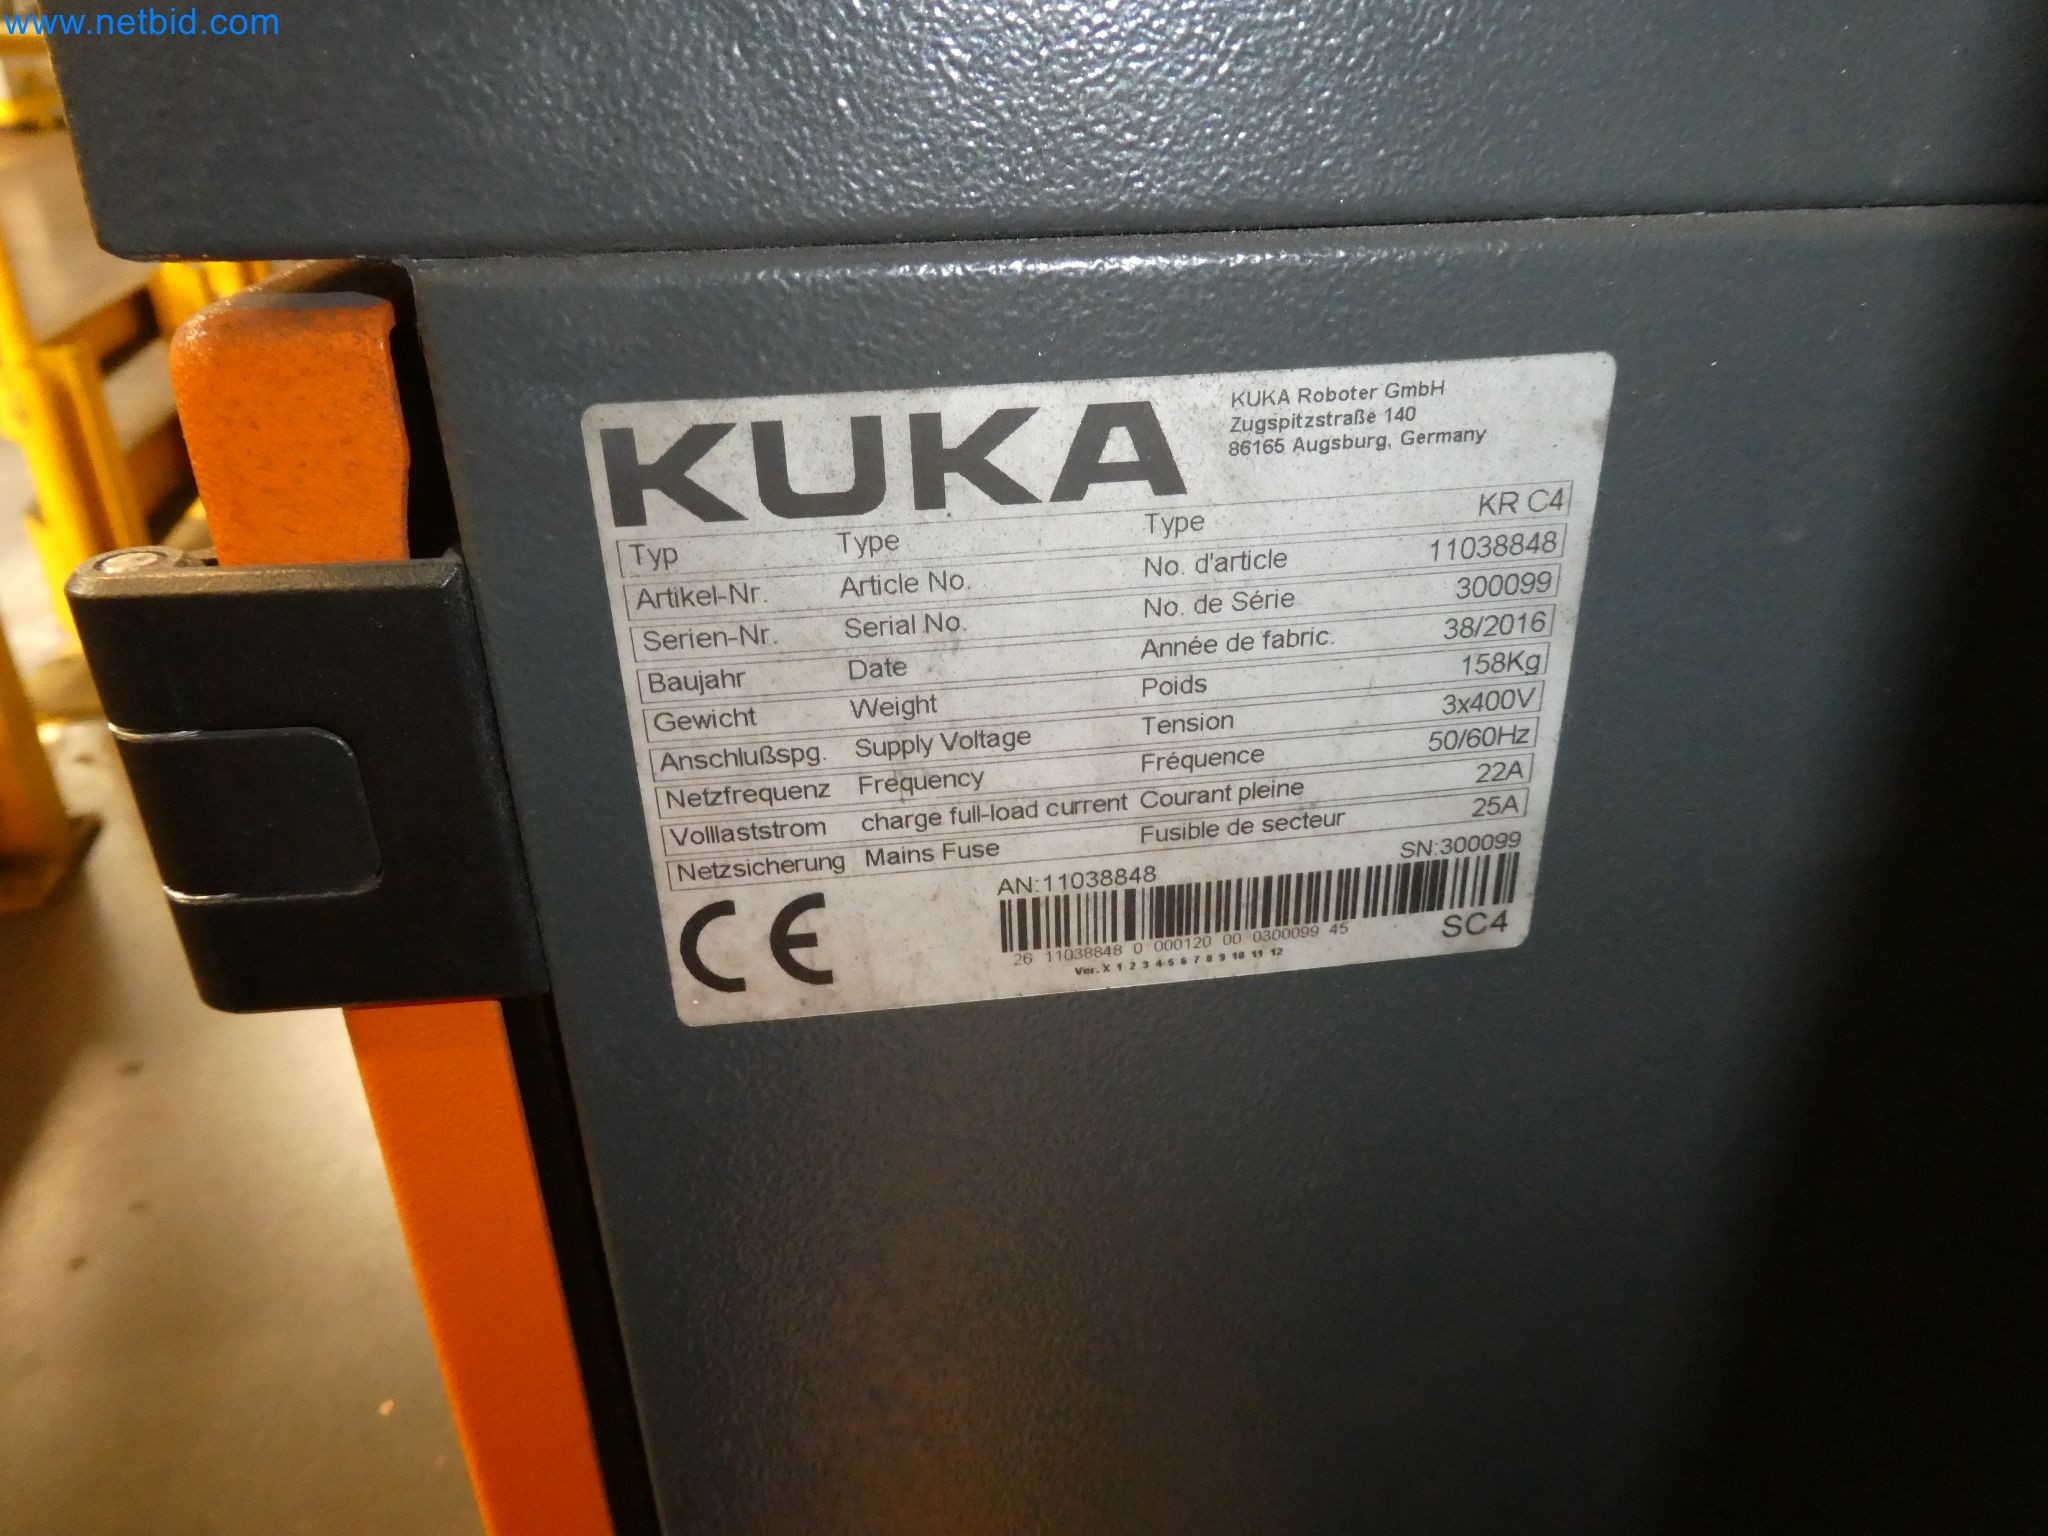 www.netbid.com
KUKA
KUKA Roboter GmbH
Zugspitzstraße 140
86165 Augsburg, Germany
Typ Type Type KR C4
Artikel-Nr. Article No. No. d'article 11038848
Serien-Nr. Serial No. No. de Série 300099
Baujahr Date Année de fabric. 38/2016
Gewicht Weight Poids 158Kg
Anschlußspg. Supply Voltage Tension 3x400V
Netzfrequenz Frequency Fréquence 50/60Hz
Volllaststrom charge full-load current Courant pleine 22A
Netzsicherung Mains Fuse Fusible de secteur 25A
AN:11038848 SN:300099
CE
26 11038848 0 000120 00 0300099 45 SC4
Ver. X 1 2 3 4 5 6 7 8 9 10 11 12